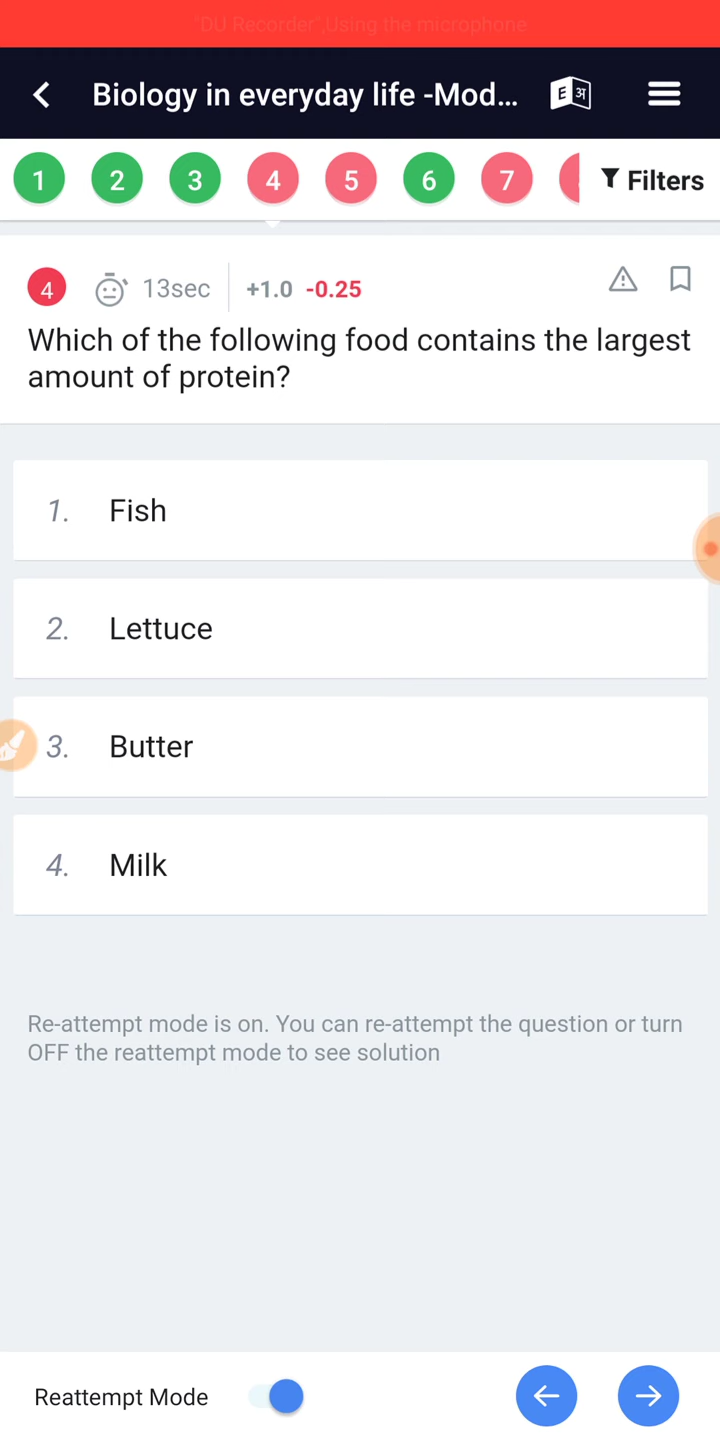 "DU Recorder",Using the microphone
Biology in everyday life -Mod... E अ
1 2 3 4 5 6 7 Filters
4 13sec +1.0 -0.25
Which of the following food contains the largest
amount of protein?
1. Fish
2. Lettuce
3. Butter
4. Milk
Re-attempt mode is on. You can re-attempt the question or turn
OFF the reattempt mode to see solution
Reattempt Mode